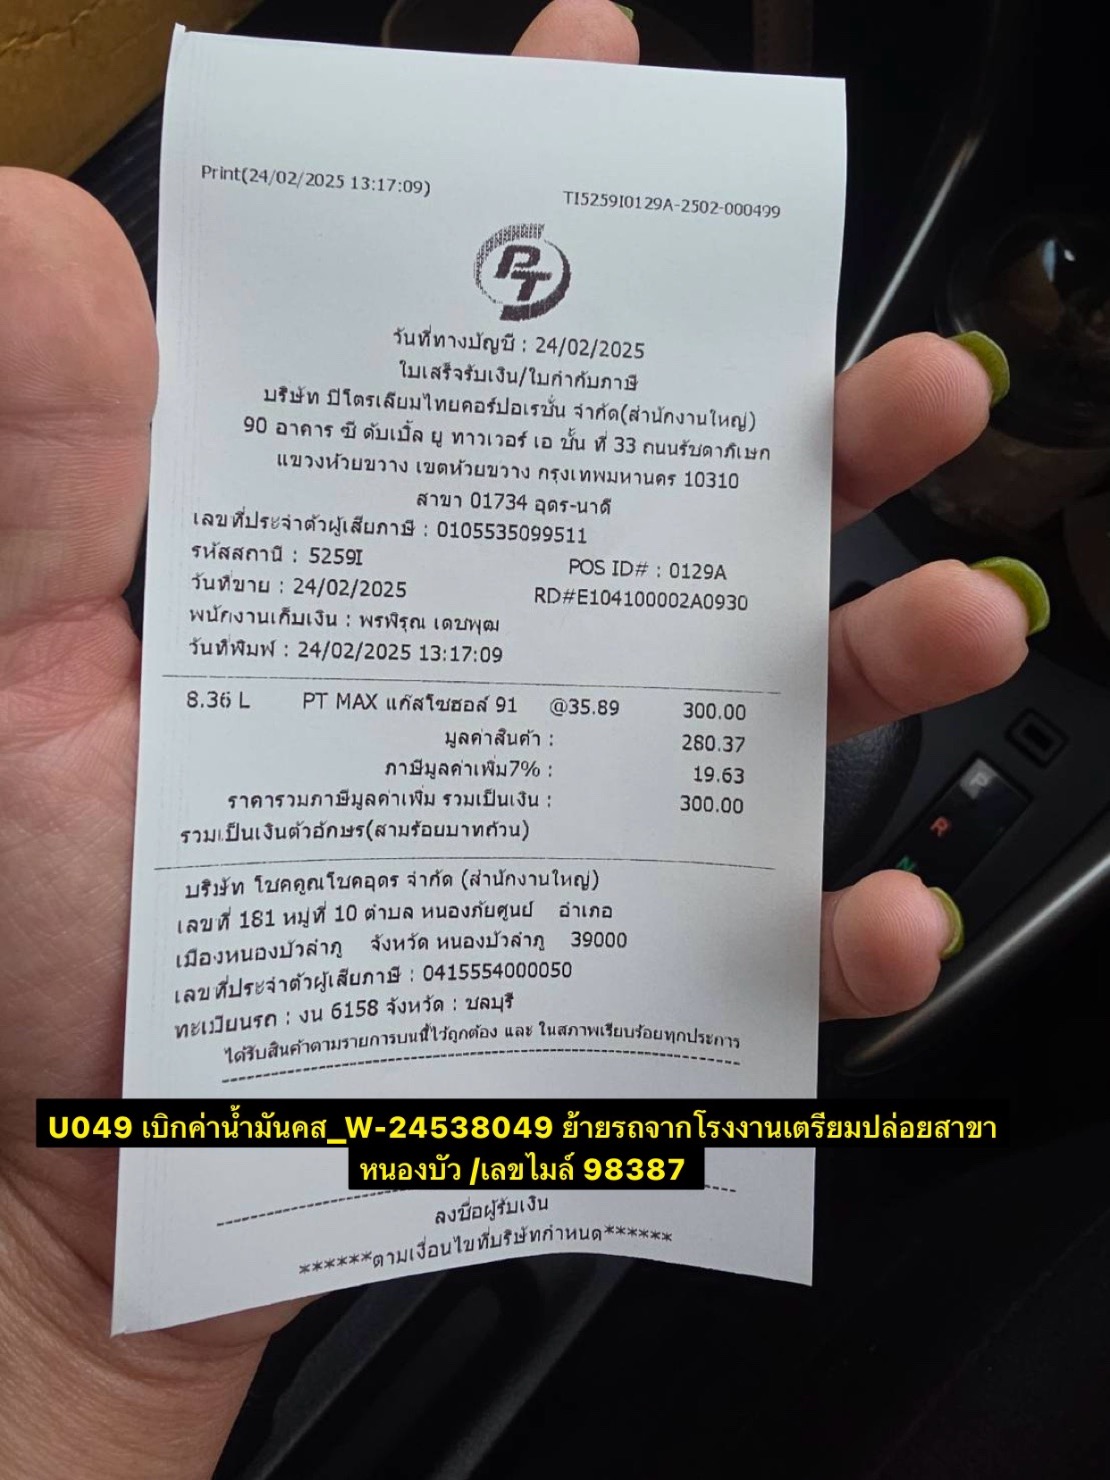 Print(24/02/2025 13:17:09)
TI5259I0129A-2502-000499
PT
วันที่ทางบัญชี : 24/02/2025
ใบเสร็จรับเงิน/ใบกำกับภาษี
บริษัท ปิโตรเลียมไทยคอร์ปอเรชั่น จำกัด(สำนักงานใหญ่)
90 อาคาร ซี ดับเบิ้ล ยู ทาวเวอร์ เอ ชั้น ที่ 33 ถนนรัชดาภิเษก
แขวงห้วยขวาง เขตห้วยขวาง กรุงเทพมหานคร 10310
สาขา 01734 อุดร-นาดี
เลขที่ประจำตัวผู้เสียภาษี : 0105535099511
รหัสสถานี : 5259I POS ID# : 0129A
วันที่ขาย : 24/02/2025 RD#E104100002A0930
พนักงานเก็บเงิน : พรพิรุณ เดชพุฒ
วันที่พิมพ์ : 24/02/2025 13:17:09
8.36 L PT MAX แก๊สโซฮอล์ 91 @35.89 300.00
มูลค่าสินค้า : 280.37
ภาษีมูลค่าเพิ่ม7% : 19.63
ราคารวมภาษีมูลค่าเพิ่ม รวมเป็นเงิน : 300.00
รวมเป็นเงินตัวอักษร(สามร้อยบาทถ้วน)
บริษัท โชคคูณโชคอุดร จำกัด (สำนักงานใหญ่)
เลขที่ 181 หมู่ที่ 10 ตำบล หนองภัยศูนย์ อำเภอ
เมืองหนองบัวลำภู จังหวัด หนองบัวลำภู 39000
เลขที่ประจำตัวผู้เสียภาษี : 0415554000050
ทะเบียนรถ : งน 6158 จังหวัด : ชลบุรี
ได้รับสินค้าตามรายการบนนี้ไว้ถูกต้อง และ ในสภาพเรียบร้อยทุกประการ
U049 เบิกค่าน้ำมันคส_W-24538049 ย้ายรถจากโรงงานเตรียมปล่อยสาขา
หนองบัว /เลขไมล์ 98387
ลงชื่อผู้รับเงิน
******ตามเงื่อนไขที่บริษัทกำหนด******
P
R
N